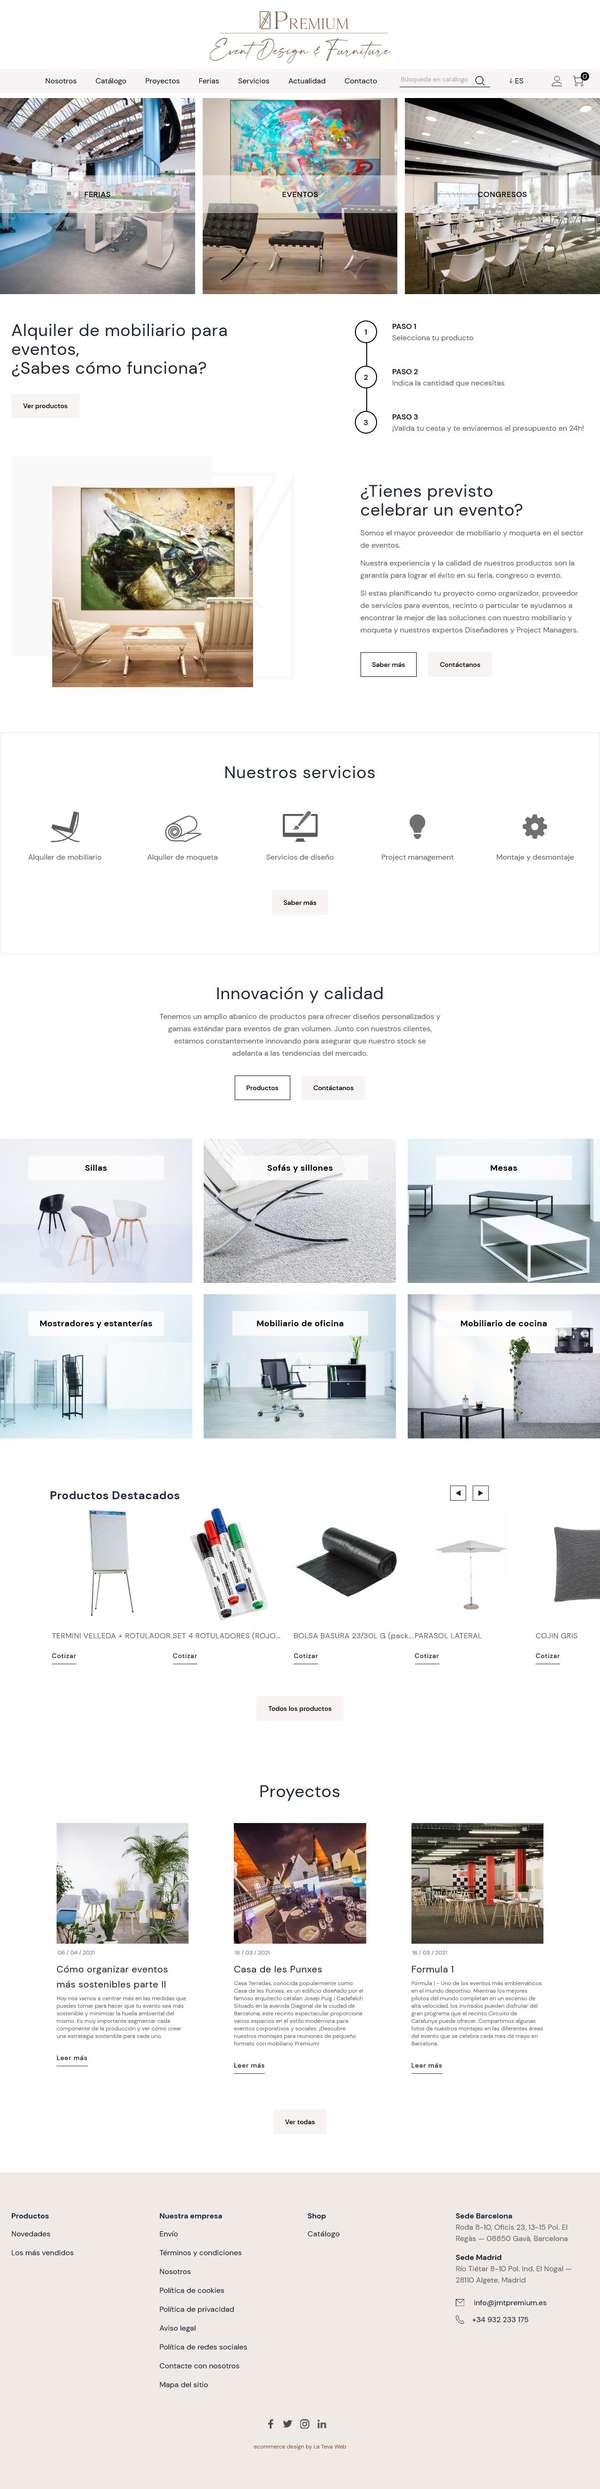 PREMIUM
Event Design & Furniture
Nosotros Catálogo Proyectos Ferias Servicios Actualidad Contacto Búsqueda en catálogo ES 0
FERIAS
EVENTOS
CONGRESOS
Alquiler de mobiliario para
eventos,
¿Sabes cómo funciona?
Ver productos
1
PASO 1
Selecciona tu producto
2
PASO 2
Indica la cantidad que necesitas
3
PASO 3
¡Valida tu cesta y te enviaremos el presupuesto en 24h!
¿Tienes previsto
celebrar un evento?
Somos el mayor proveedor de mobiliario y moqueta en el sector
de eventos.
Nuestra experiencia y la calidad de nuestros productos son la
garantía para lograr el éxito en su feria, congreso o evento.
Si estas planificando tu proyecto como organizador, proveedor
de servicios para eventos, recinto o particular te ayudamos a
encontrar la mejor de las soluciones con nuestro mobiliario y
moqueta y nuestros expertos Diseñadores y Project Managers.
Saber más
Contáctanos
Nuestros servicios
Alquiler de mobiliario
Alquiler de moqueta
Servicios de diseño
Project management
Montaje y desmontaje
Saber más
Innovación y calidad
Tenemos un amplio abanico de productos para ofrecer diseños personalizados y
gamas estándar para eventos de gran volumen. Junto con nuestros clientes,
estamos constantemente innovando para asegurar que nuestro stock se
adelanta a las tendencias del mercado.
Productos
Contáctanos
Sillas
Sofás y sillones
Mesas
Mostradores y estanterías
Mobiliario de oficina
Mobiliario de cocina
Productos Destacados
TERMINI VELLEDA + ROTULADOR...
SET 4 ROTULADORES (ROJO...
BOLSA BASURA 23/30L G (pack...
PARASOL LATERAL
COJIN GRIS
Cotizar
Cotizar
Cotizar
Cotizar
Cotizar
Todos los productos
Proyectos
06 / 04 / 2021
Cómo organizar eventos
más sostenibles parte II
Hoy nos vamos a centrar más en las medidas que
puedes tomar para hacer que tu evento sea más
sostenible y minimizar la huella ambiental del
mismo. Es muy importante segmentar cada
componente de la producción y ver cómo crear
una estrategia sostenible para cada uno.
Leer más
16 / 03 / 2021
Casa de les Punxes
Casa Terradas, conocida popularmente como
Casa de les Punxes, es un edificio diseñado por el
famoso arquitecto catalán Josep Puig i Cadafalch
Situado en la avenida Diagonal de la ciudad de
Barcelona, este recinto espectacular proporciona
varios espacios en el estilo modernista para
eventos corporativos y sociales. ¡Descubre
nuestros montajes para reuniones de pequeño
formato con mobiliario Premium!
Leer más
16 / 03 / 2021
Formula 1
Fórmula I - Uno de los eventos más emblemáticos
en el mundo deportivo. Mientras los mejores
pilotos del mundo completan en un ascenso de
alta velocidad, los invitados pueden disfrutar del
gran programa que el recinto Circuito de
Catalunya puede ofrecer. Compartimos algunas
fotos de nuestros montajes en las diferentes áreas
del evento que se celebra cada mes de mayo en
Barcelona.
Leer más
Ver todas
Productos
Novedades
Los más vendidos
Nuestra empresa
Envío
Términos y condiciones
Nosotros
Política de cookies
Política de privacidad
Aviso legal
Política de redes sociales
Contacte con nosotros
Mapa del sitio
Shop
Catálogo
Sede Barcelona
Roda 8-10, Oficis 23, 13-15 Pol. El
Regàs — 08850 Gavà, Barcelona
Sede Madrid
Río Tiétar 8-10 Pol. Ind. El Nogal —
28110 Algete, Madrid
info@jmtpremium.es
+34 932 233 175
ecommerce design by La Teva Web